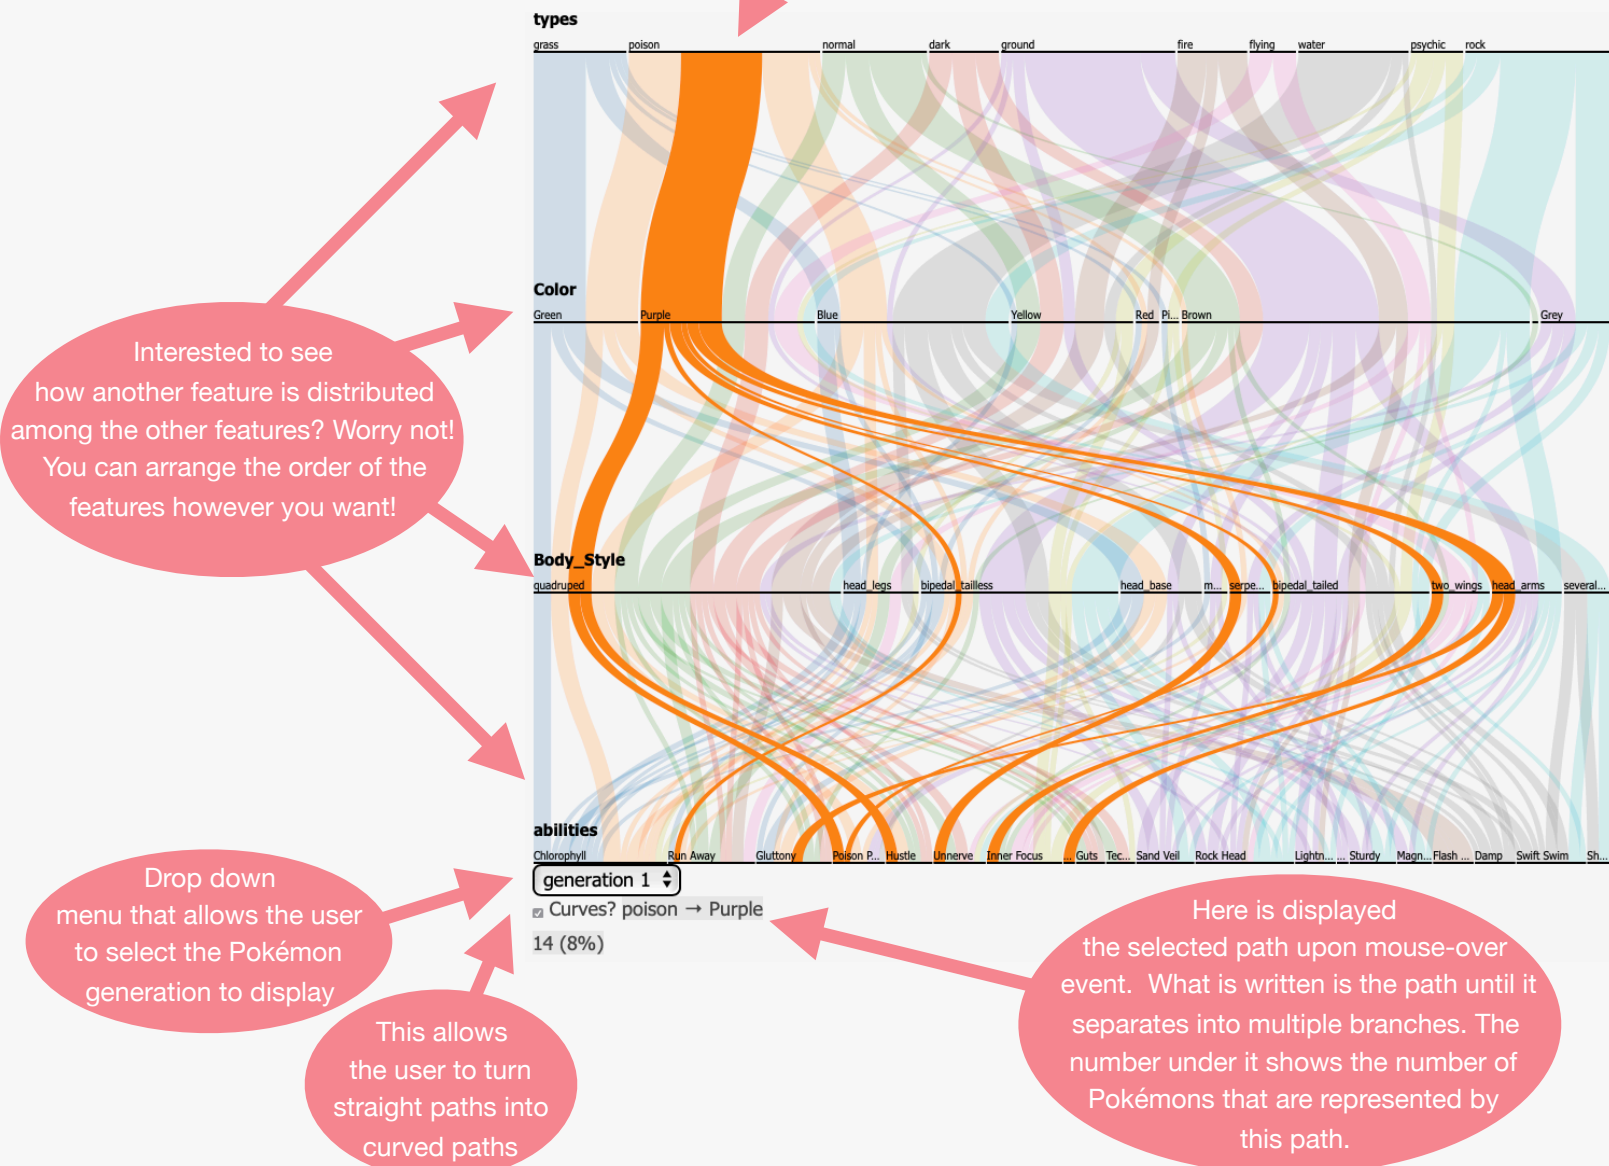 types
grass poison normal dark ground fire flying water psychic rock
Color
Green Purple Blue Yellow Red Pi... Brown Grey
Interested to see
how another feature is distributed
among the other features? Worry not!
You can arrange the order of the
features however you want!
Body_Style
quadruped head_legs bipedal_tailless head_base m... serpe... bipedal_tailed two_wings head_arms several...
abilities
Chlorophyll Run Away Gluttony Poison P... Hustle Unnerve Inner Focus ... Guts Tec... Sand Veil Rock Head Lightn... ... Sturdy Magn... Flash ... Damp Swift Swim Sh...
generation 1
Curves? poison → Purple
14 (8%)
Drop down
menu that allows the user
to select the Pokémon
generation to display
This allows
the user to turn
straight paths into
curved paths
Here is displayed
the selected path upon mouse-over
event. What is written is the path until it
separates into multiple branches. The
number under it shows the number of
Pokémons that are represented by
this path.